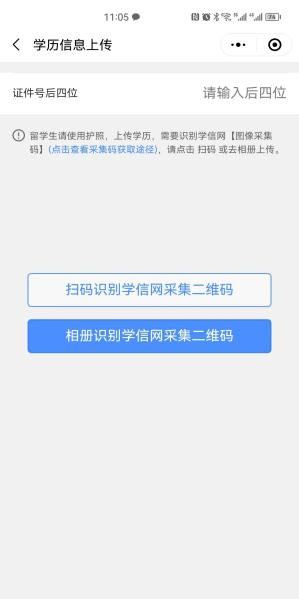 11:05
学历信息上传
证件号后四位
请输入后四位
留学生请使用护照，上传学历，需要识别学信网【图像采集
码】(点击查看采集码获取途径)，请点击 扫码 或去相册上传。
扫码识别学信网采集二维码
相册识别学信网采集二维码